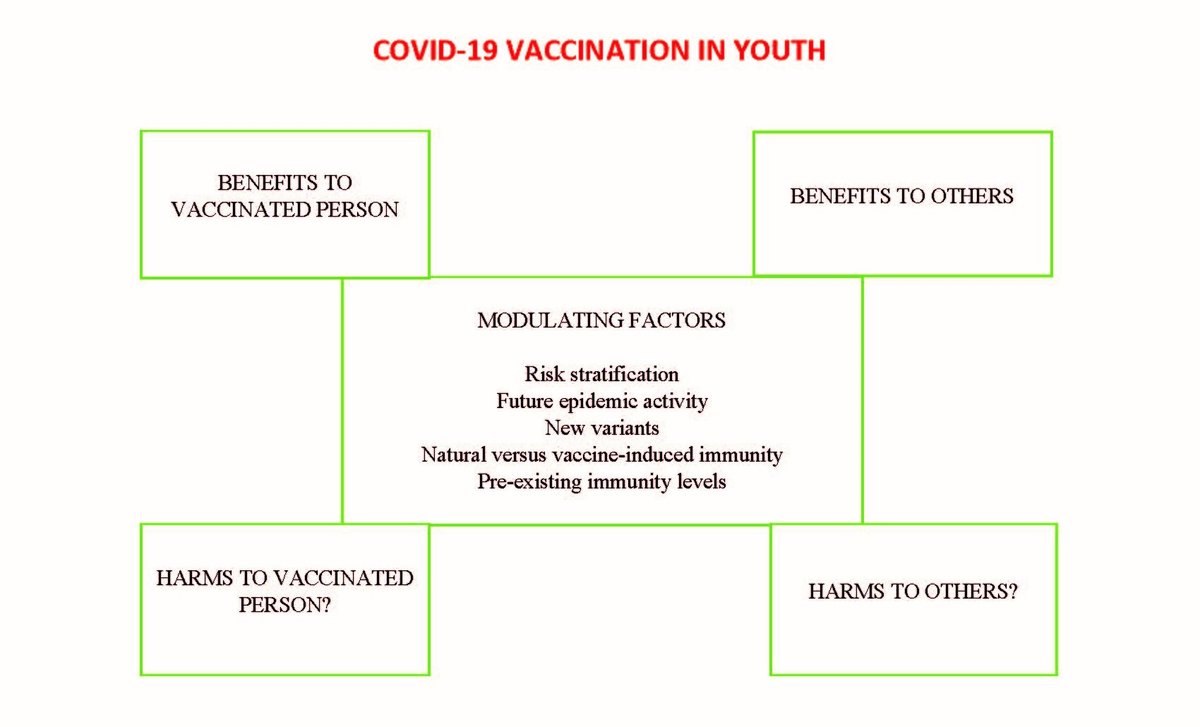 COVID-19 VACCINATION IN YOUTH
BENEFITS TO
VACCINATED PERSON
BENEFITS TO OTHERS
MODULATING FACTORS
Risk stratification
Future epidemic activity
New variants
Natural versus vaccine-induced immunity
Pre-existing immunity levels
HARMS TO VACCINATED
PERSON?
HARMS TO OTHERS?